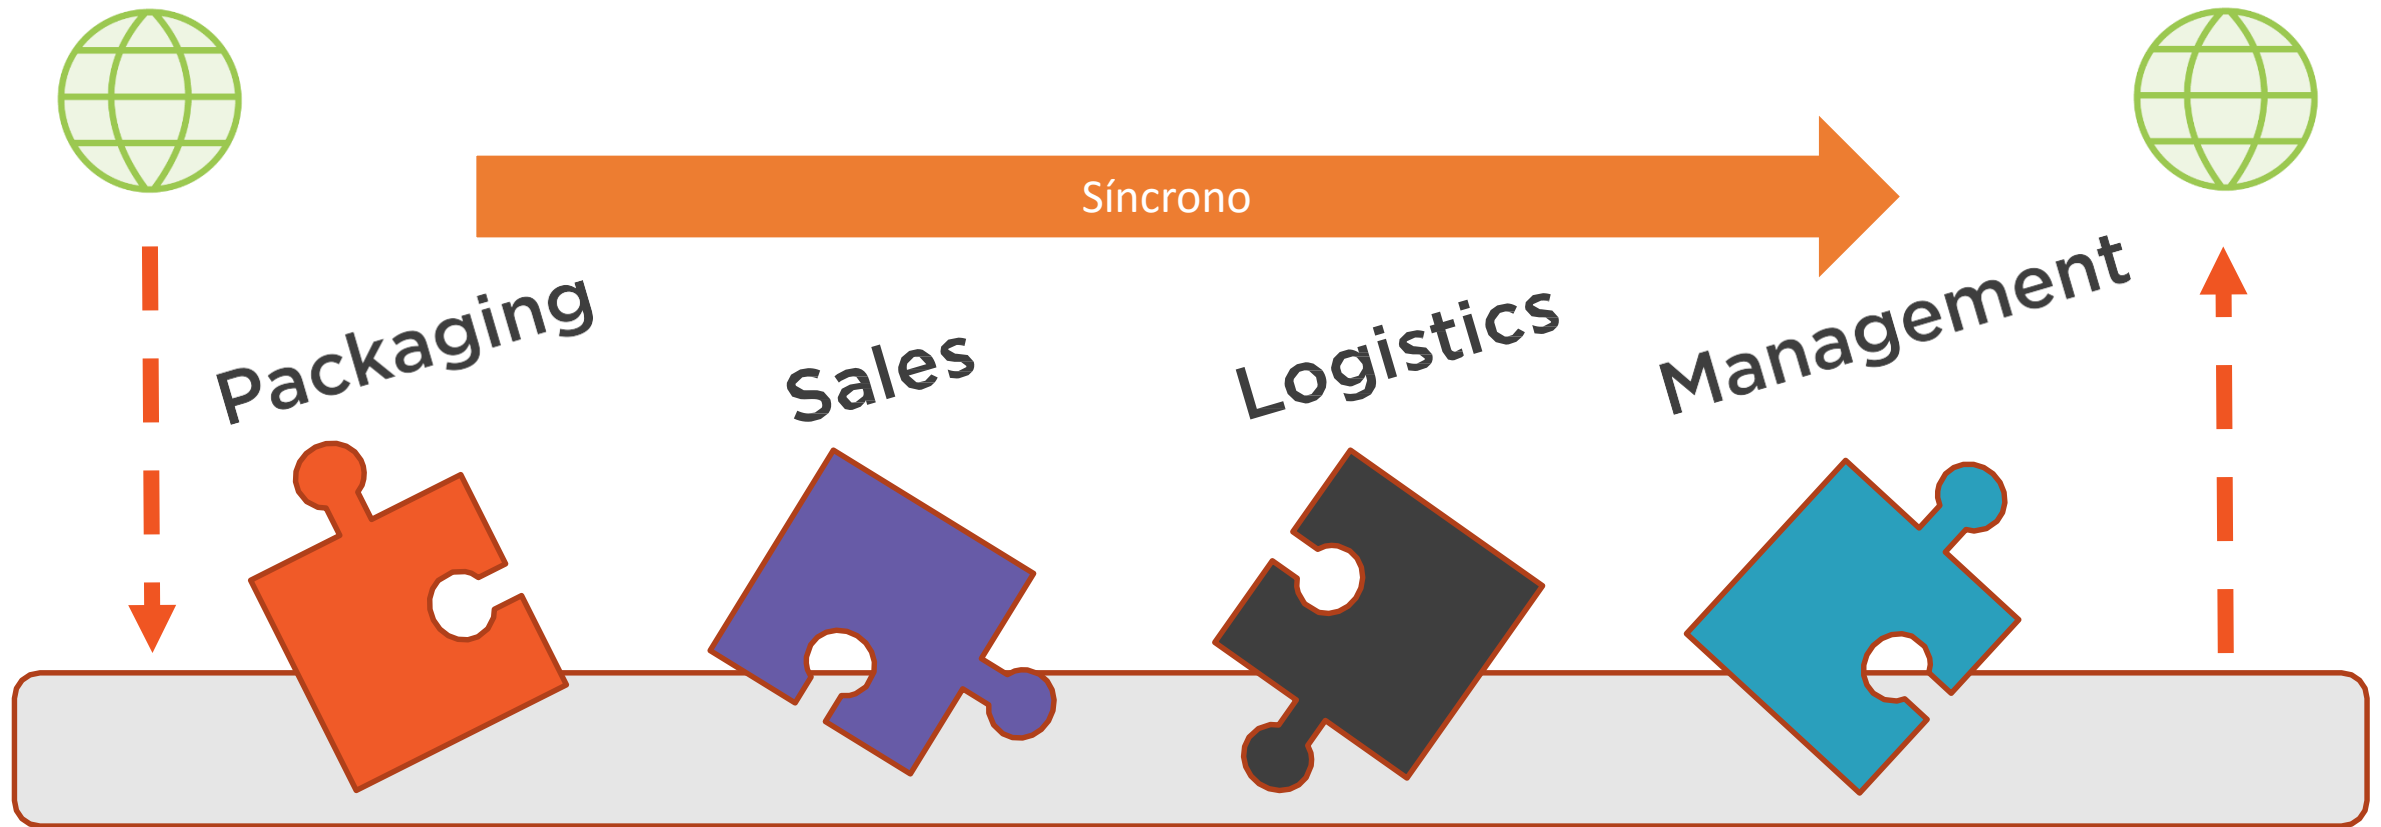 Síncrono
Packaging
Sales
Logistics
Management